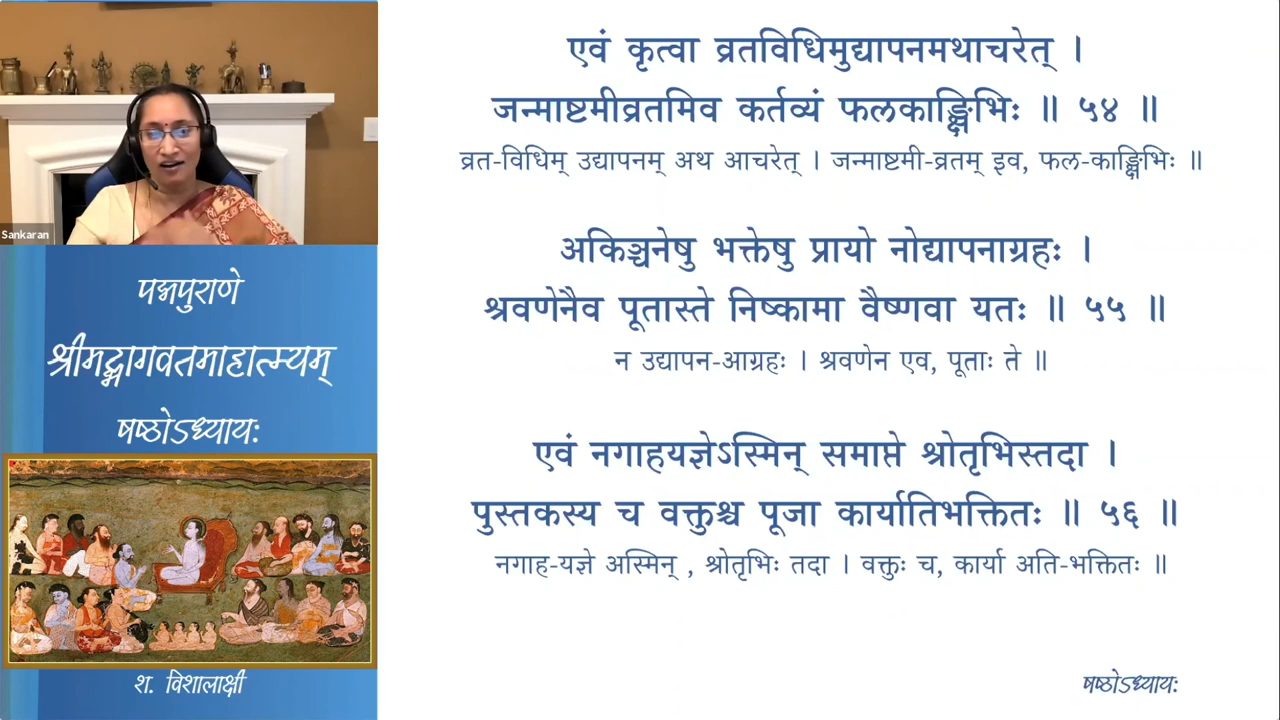 Sankaran
पद्मपुराणे
श्रीमद्भागवतमाहात्म्यम्
षष्ठोऽध्यायः
श. विशालाक्षी
एवं कृत्वा व्रतविधिमुद्यापनमथाचरेत् ।
जन्माष्टमीव्रतमिव कर्तव्यं फलकाङ्क्षिभिः ॥ ५४ ॥
व्रत-विधिम् उद्यापनम् अथ आचरेत् । जन्माष्टमी-व्रतम् इव, फल-काङ्क्षिभिः ॥
अकिञ्चनेषु भक्तेषु प्रायो नोद्यापनाग्रहः ।
श्रवणेनैव पूतास्ते निष्कामा वैष्णवा यतः ॥ ५५ ॥
न उद्यापन-आग्रहः । श्रवणेन एव, पूताः ते ॥
एवं नगाहयज्ञेऽस्मिन् समाप्ते श्रोतृभिस्तदा ।
पुस्तकस्य च वक्तुश्च पूजा कार्यातिभक्तितः ॥ ५६ ॥
नगाह-यज्ञे अस्मिन् , श्रोतृभिः तदा । वक्तुः च, कार्या अति-भक्तितः ॥
षष्ठोऽध्यायः